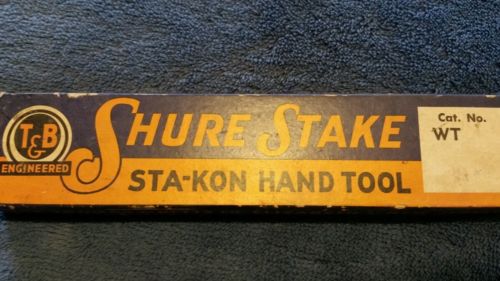 T&B
ENGINEERED
SHURE STAKE
STA-KON HAND TOOL
Cat. No.
WT